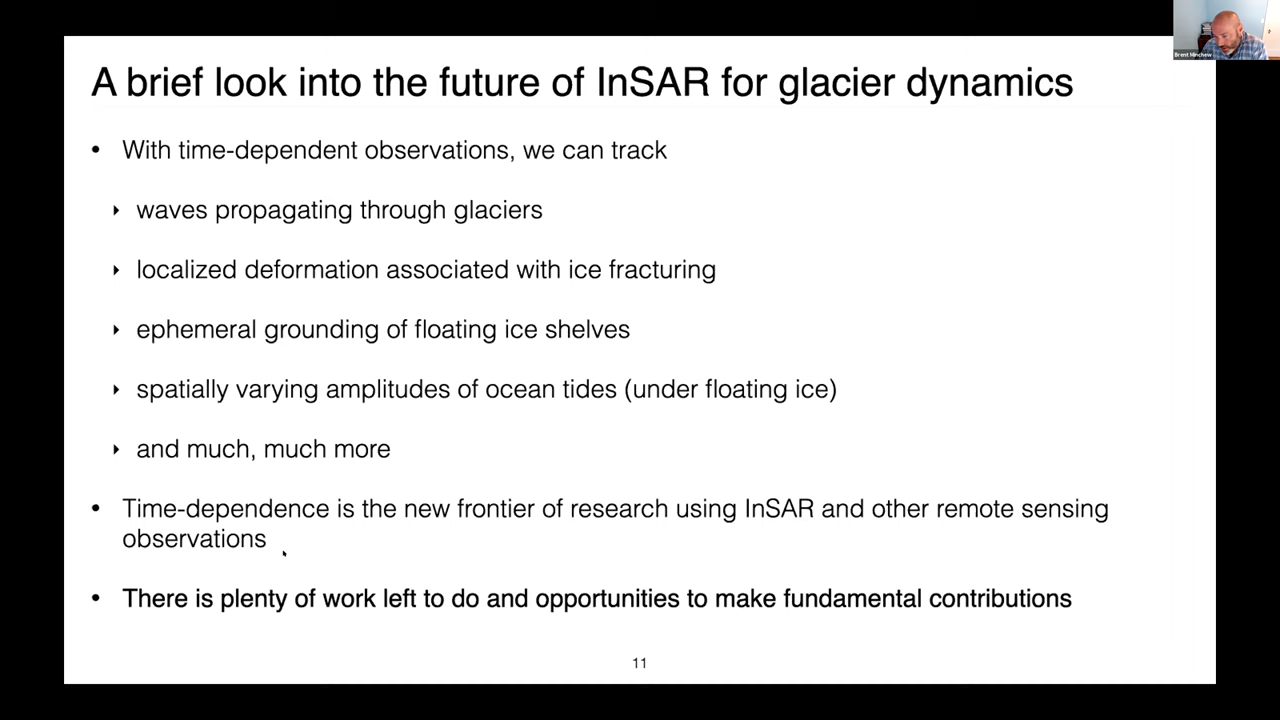 A brief look into the future of InSAR for glacier dynamics
• With time-dependent observations, we can track
‣ waves propagating through glaciers
‣ localized deformation associated with ice fracturing
‣ ephemeral grounding of floating ice shelves
‣ spatially varying amplitudes of ocean tides (under floating ice)
‣ and much, much more
• Time-dependence is the new frontier of research using InSAR and other remote sensing
observations
• There is plenty of work left to do and opportunities to make fundamental contributions
11
Brent Minchew